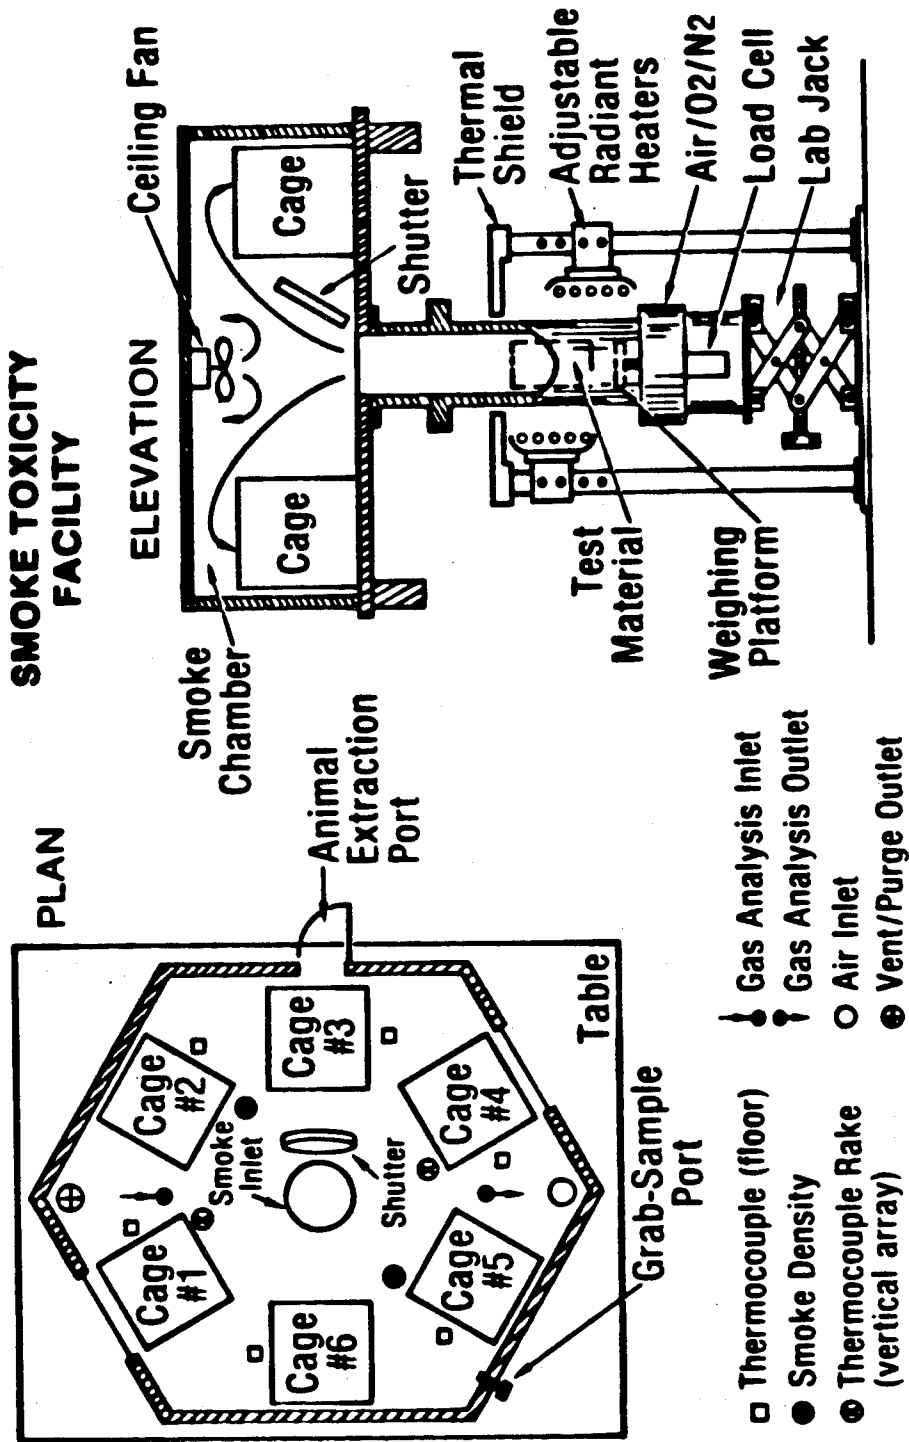 SMOKE TOXICITY
FACILITY
PLAN
Cage
#1
Cage
#2
Cage
#3
Cage
#4
Cage
#5
Cage
#6
Smoke
Inlet
Shutter
Table
Animal
Extraction
Port
Grab-Sample
Port
Thermocouple (floor)
Smoke Density
Thermocouple Rake
(vertical array)
Gas Analysis Inlet
Gas Analysis Outlet
Air Inlet
Vent/Purge Outlet
ELEVATION
Smoke
Chamber
Ceiling Fan
Cage
Cage
Shutter
Test
Material
Weighing
Platform
Thermal
Shield
Adjustable
Radiant
Heaters
Air/O2/N2
Load Cell
Lab Jack